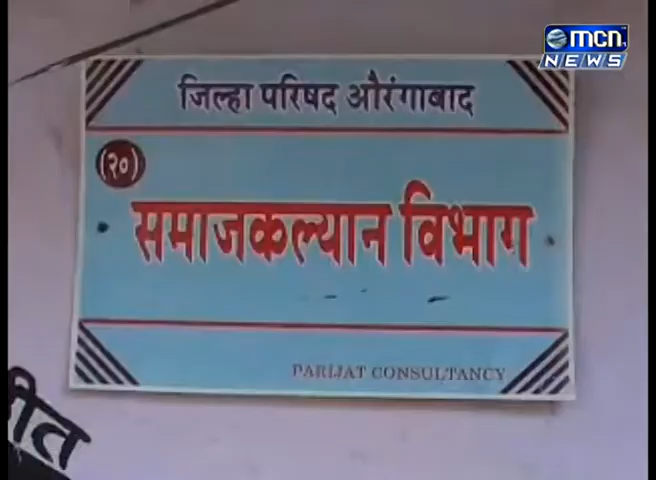 mcn
NEWS
जिल्हा परिषद औरंगाबाद
(२०)
समाजकल्यान विभाग
PARIJAT CONSULTANCY